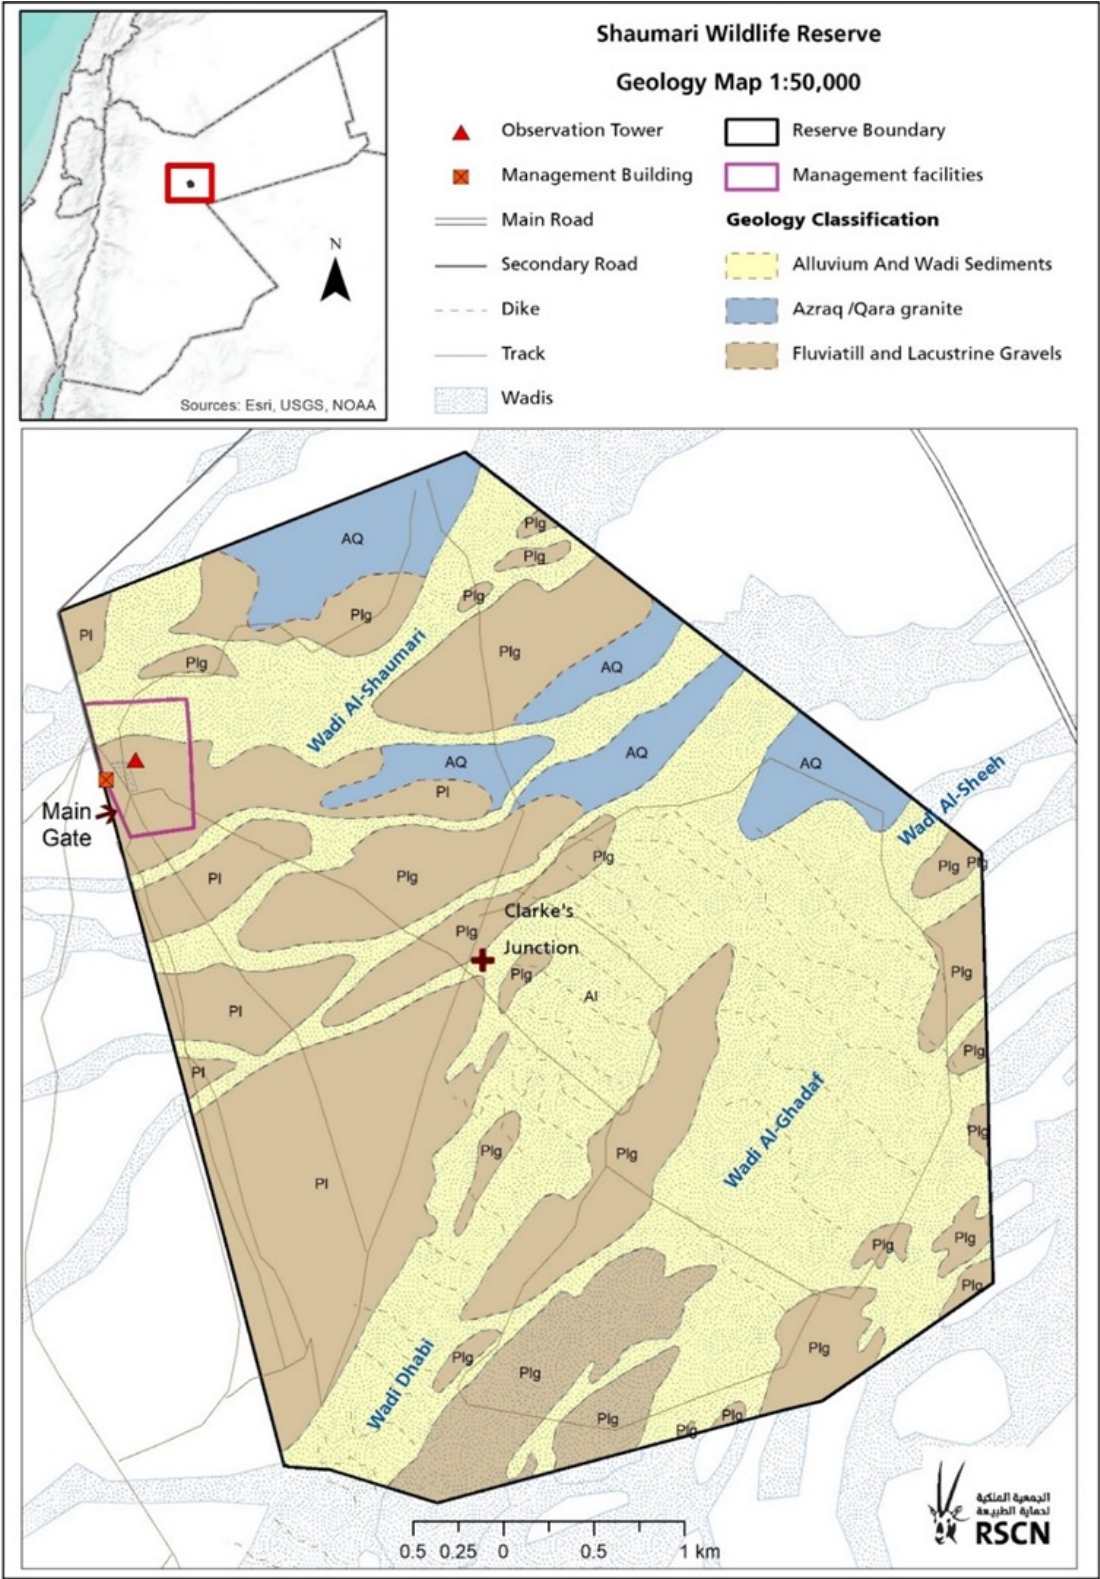 Shaumari Wildlife Reserve
Geology Map 1:50,000
Observation Tower
Reserve Boundary
Management Building
Management facilities
Main Road
Geology Classification
Secondary Road
Alluvium And Wadi Sediments
Dike
Azraq /Qara granite
Track
Fluviatill and Lacustrine Gravels
Wadis
N
Sources: Esri, USGS, NOAA
Plg
AQ
Plg
Plg
Plg
Pl
Plg
Plg
AQ
Wadi Al-Shaumari
AQ
AQ
AQ
Pl
Wadi Al-Sheeh
Main
Gate
Plg
Plg
Plg
Pl
Plg
Clarke's
Plg
Junction
Plg
Plg
Al
Pl
Plg
Pl
Plg
Plg
Plg
Wadi Al-Ghadaf
Pl
Plg
Plg
Plg
Plg
Wadi Dhabi
Plg
Plg
Plg
Plg
Plg
0.5 0.25 0 0.5 1 km
الجمعية الملكية
لحماية الطبيعة
RSCN